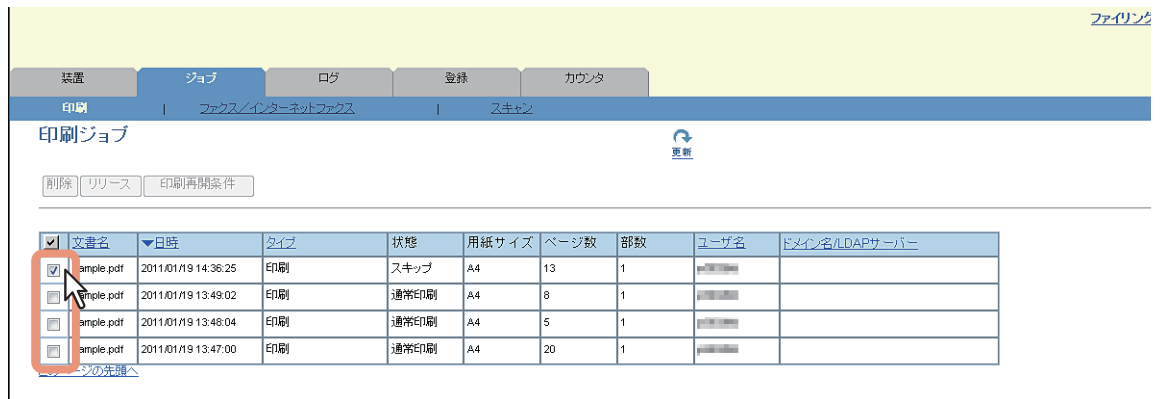 ファイリング
装置 ジョブ ログ 登録 カウンタ
印刷 | ファクス／インターネットファクス | スキャン
印刷ジョブ
更新
削除 リリース 印刷再開条件
文書名 ▼日時 タイプ 状態 用紙サイズ ページ数 部数 ユーザ名 ドメイン名/LDAPサーバー
ample.pdf 2011/01/19 14:36:25 印刷 スキップ A4 13 1
ample.pdf 2011/01/19 13:49:02 印刷 通常印刷 A4 8 1
ample.pdf 2011/01/19 13:48:04 印刷 通常印刷 A4 5 1
ample.pdf 2011/01/19 13:47:00 印刷 通常印刷 A4 20 1
ページの先頭へ